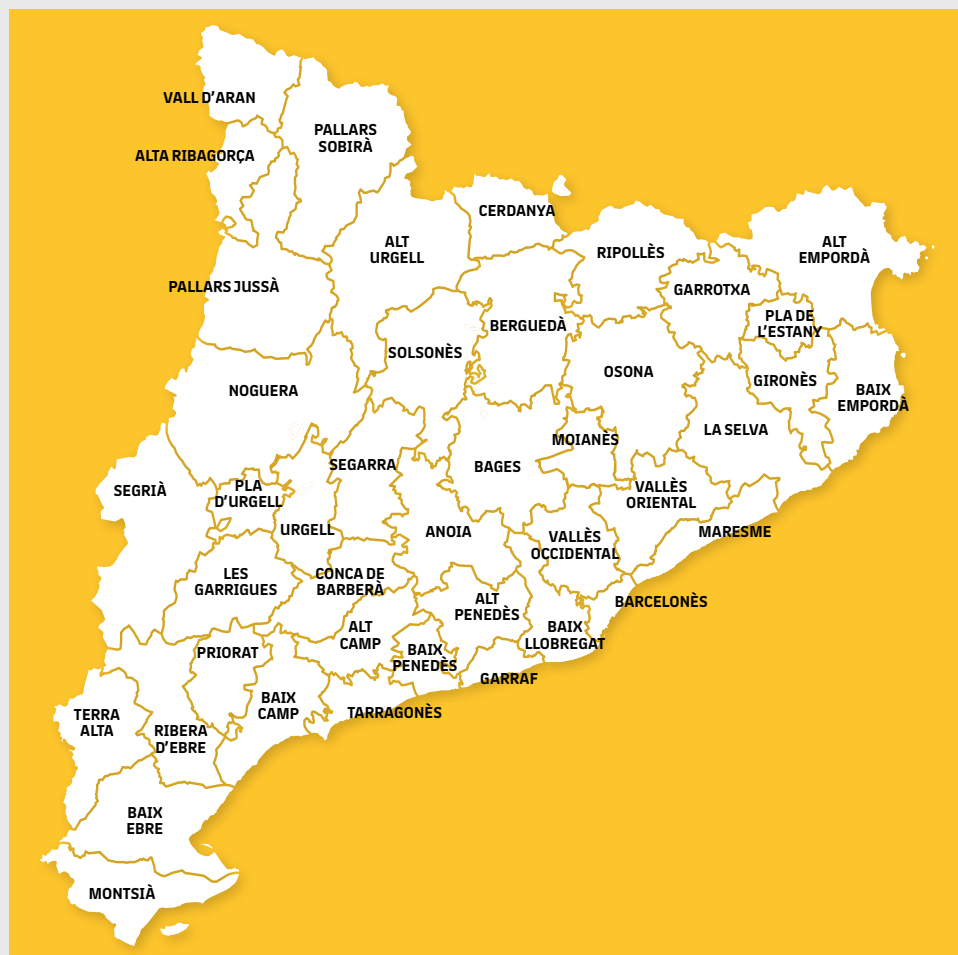 VALL D'ARAN
PALLARS
SOBIRÀ
ALTA RIBAGORÇA
CERDANYA
ALT
URGELL
RIPOLLÈS
ALT
EMPORDÀ
PALLARS JUSSÀ
GARROTXA
PLA DE
L'ESTANY
BERGUEDÀ
SOLSONÈS
OSONA
GIRONÈS
NOGUERA
BAIX
EMPORDÀ
LA SELVA
MOIANÈS
SEGARRA
BAGES
SEGRIÀ
PLA
D'URGELL
VALLÈS
ORIENTAL
URGELL
ANOIA
MARESME
VALLÈS
OCCIDENTAL
LES
GARRIGUES
CONCA DE
BARBERÀ
BARCELONÈS
ALT
PENEDÈS
ALT
CAMP
BAIX
LLOBREGAT
PRIORAT
BAIX
PENEDÈS
GARRAF
BAIX
CAMP
TARRAGONÈS
TERRA
ALTA
RIBERA
D'EBRE
BAIX
EBRE
MONTSIÀ